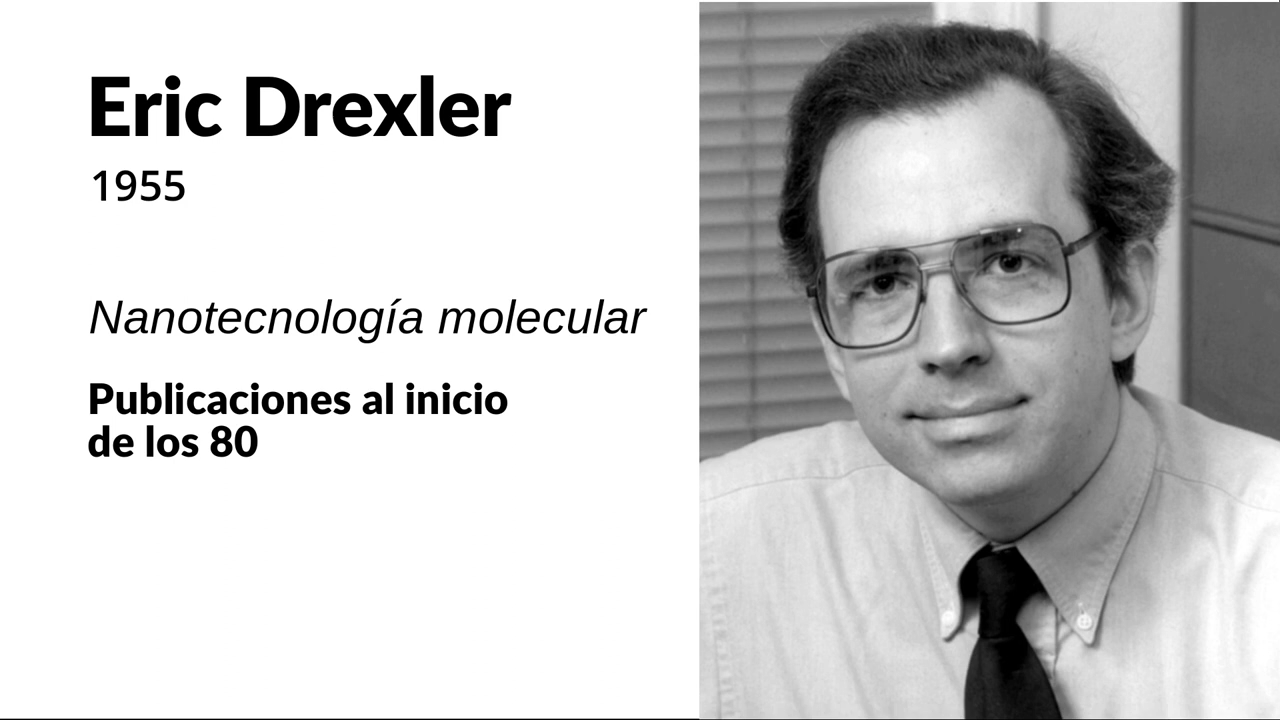 Eric Drexler
1955
Nanotecnología molecular
Publicaciones al inicio
de los 80